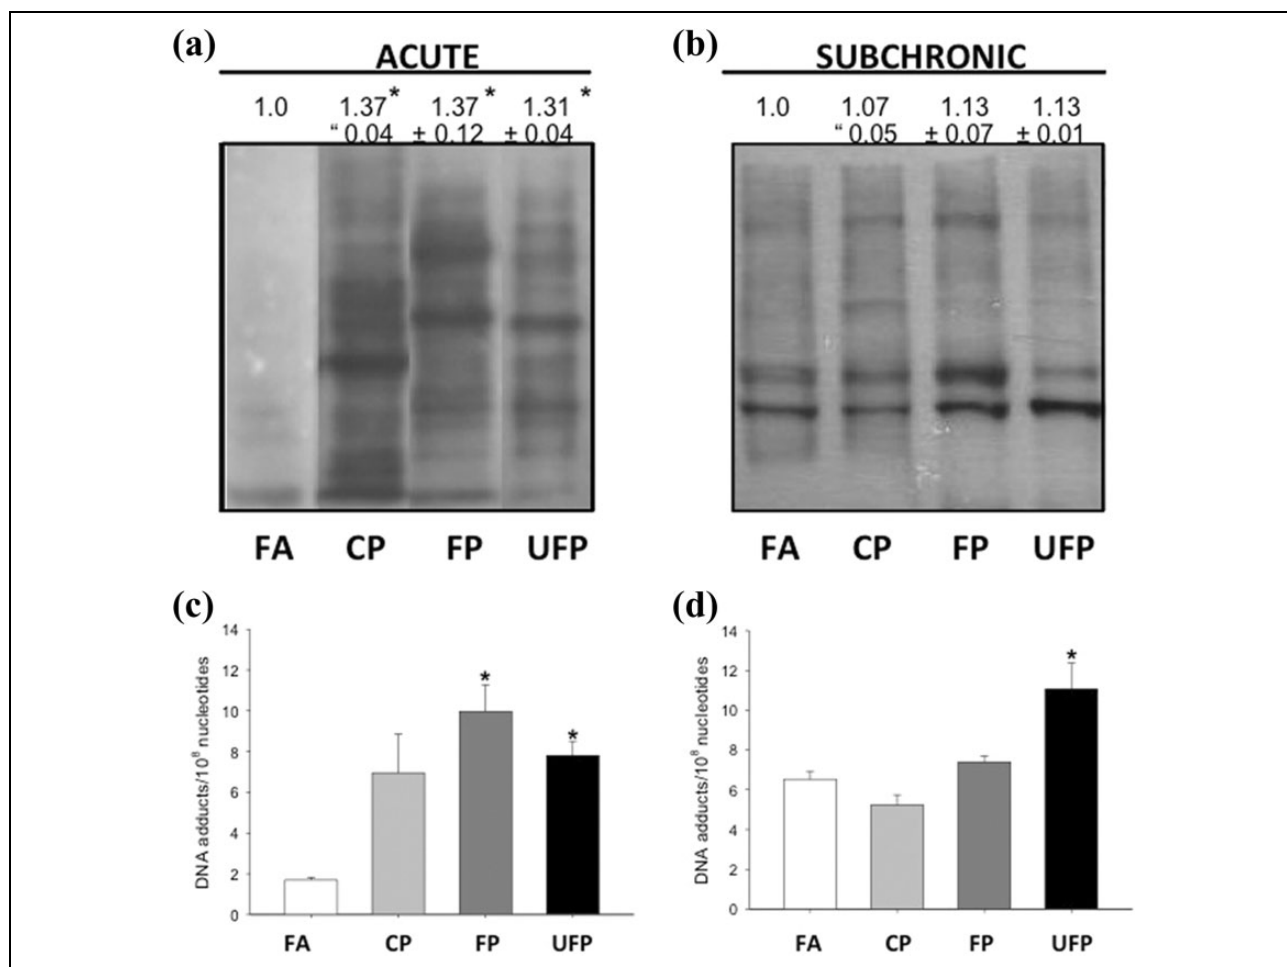 (a)
ACUTE
1.0 1.37* 1.37* 1.31*
“ 0.04 ± 0.12 ± 0.04
FA CP FP UFP
(b)
SUBCHRONIC
1.0 1.07 1.13 1.13
“ 0.05 ± 0.07 ± 0.01
FA CP FP UFP
(c)
DNA adducts/10⁸ nucleotides
14
12
10
8
6
4
2
0
*
*
FA CP FP UFP
(d)
DNA adducts/10⁸ nucleotides
14
12
10
8
6
4
2
0
*
FA CP FP UFP